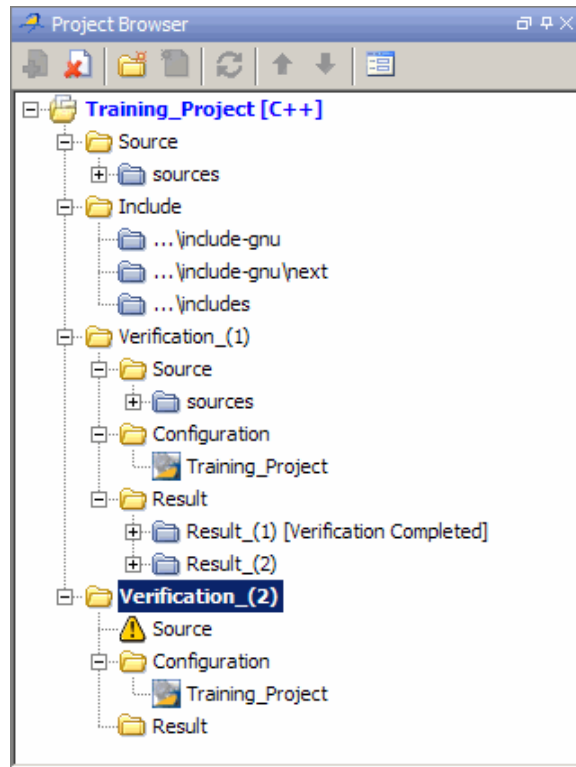 Project Browser
Training_Project [C++]
Source
sources
Include
...\include-gnu
...\include-gnu\next
...\includes
Verification_(1)
Source
sources
Configuration
Training_Project
Result
Result_(1) [Verification Completed]
Result_(2)
Verification_(2)
Source
Configuration
Training_Project
Result